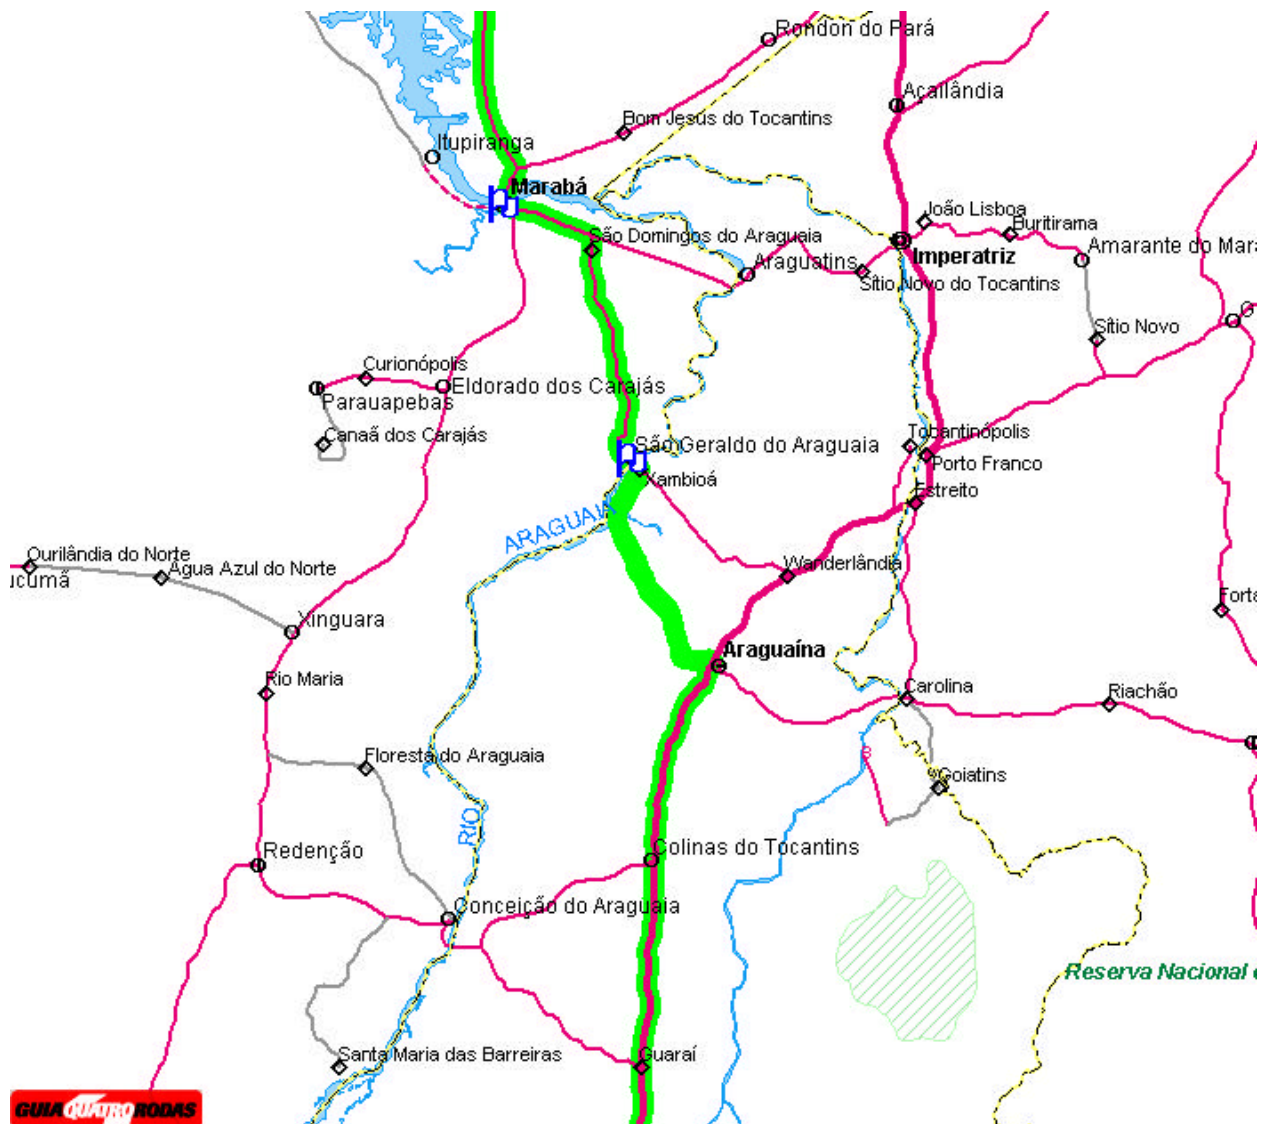 Rondon do Pará
Açailândia
Bom Jesus do Tocantins
Itupiranga
Marabá
João Lisboa
Buritirama
São Domingos do Araguaia
Imperatriz
Amarante do Mara
Araguatins
Sítio Novo do Tocantins
Sítio Novo
Curionópolis
Eldorado dos Carajás
Parauapebas
Canaã dos Carajás
São Geraldo do Araguaia
Tocantinópolis
Porto Franco
Xambioá
Estreito
ARAGUAIA
Ourilândia do Norte
Água Azul do Norte
ucumã
Wanderlândia
Forta
Xinguara
Araguaína
Rio Maria
Carolina
Riachão
Floresta do Araguaia
Goiatins
RIO
Redenção
Colinas do Tocantins
Conceição do Araguaia
Reserva Nacional
Santa Maria das Barreiras
Guaraí
GUIA QUATRO RODAS